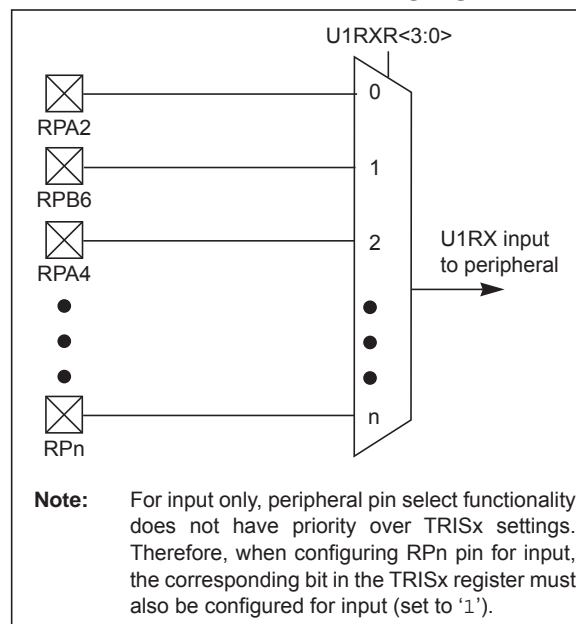 U1RXR<3:0>
RPA2
0
RPB6
1
RPA4
2
U1RX input
to peripheral
RPn
n
Note: For input only, peripheral pin select functionality
does not have priority over TRISx settings.
Therefore, when configuring RPn pin for input,
the corresponding bit in the TRISx register must
also be configured for input (set to ‘1’).